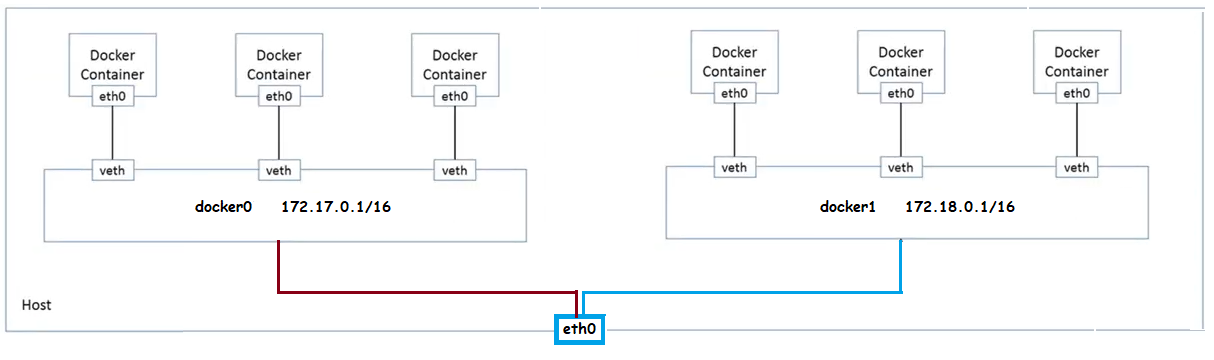 Docker
Container
eth0
Docker
Container
eth0
Docker
Container
eth0
Docker
Container
eth0
Docker
Container
eth0
Docker
Container
eth0
veth
veth
veth
veth
veth
veth
docker0 172.17.0.1/16
docker1 172.18.0.1/16
Host
eth0